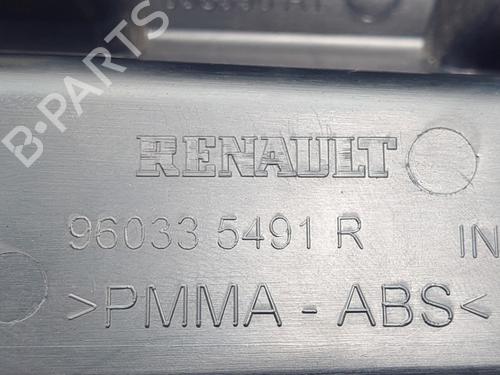 B-PARTS
RENAULT
96033 5491 R
IN
>PMMA - ABS<